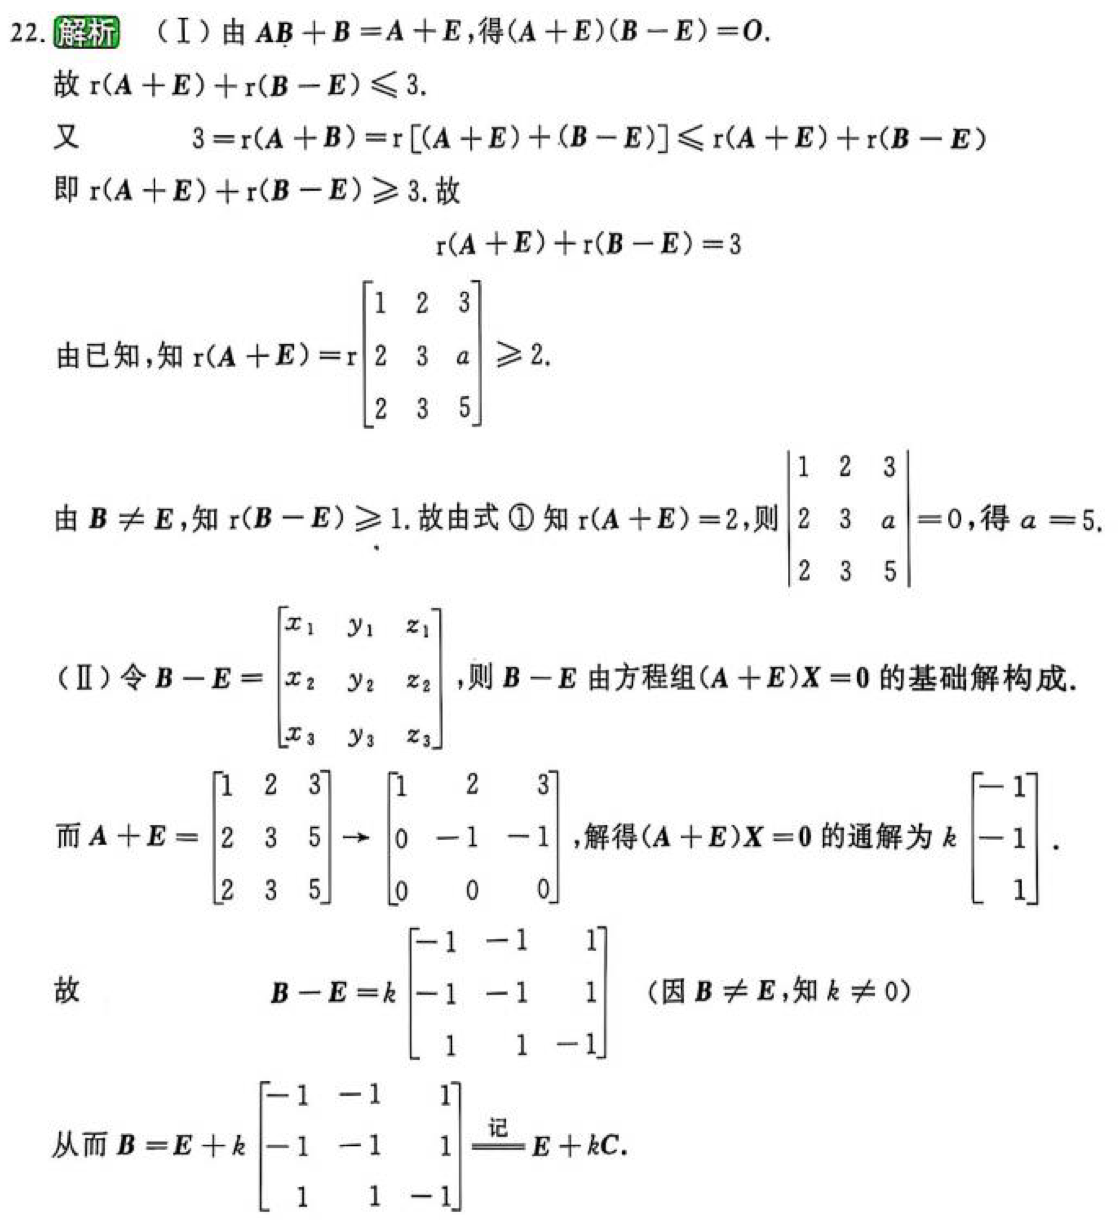 22. 解析 （Ⅰ）由 AB + B = A + E,得(A + E)(B − E) = O.
故 r(A + E) + r(B − E) ⩽ 3.
又 3 = r(A + B) = r[(A + E) + (B − E)] ⩽ r(A + E) + r(B − E)
即 r(A + E) + r(B − E) ⩾ 3. 故
r(A + E) + r(B − E) = 3
由已知,知 r(A + E) = r [1 2 3; 2 3 a; 2 3 5] ⩾ 2.
由 B ≠ E,知 r(B − E) ⩾ 1. 故由式 ① 知 r(A + E) = 2,则 |1 2 3; 2 3 a; 2 3 5| = 0,得 a = 5.
（Ⅱ）令 B − E = [x₁ y₁ z₁; x₂ y₂ z₂; x₃ y₃ z₃],则 B − E 由方程组(A + E)X = 0 的基础解构成.
而 A + E = [1 2 3; 2 3 5; 2 3 5] → [1 2 3; 0 −1 −1; 0 0 0],解得(A + E)X = 0 的通解为 k [−1; −1; 1].
故 B − E = k [−1 −1 1; −1 −1 1; 1 1 −1] （因 B ≠ E,知 k ≠ 0）
从而 B = E + k [−1 −1 1; −1 −1 1; 1 1 −1] 记 = E + kC.